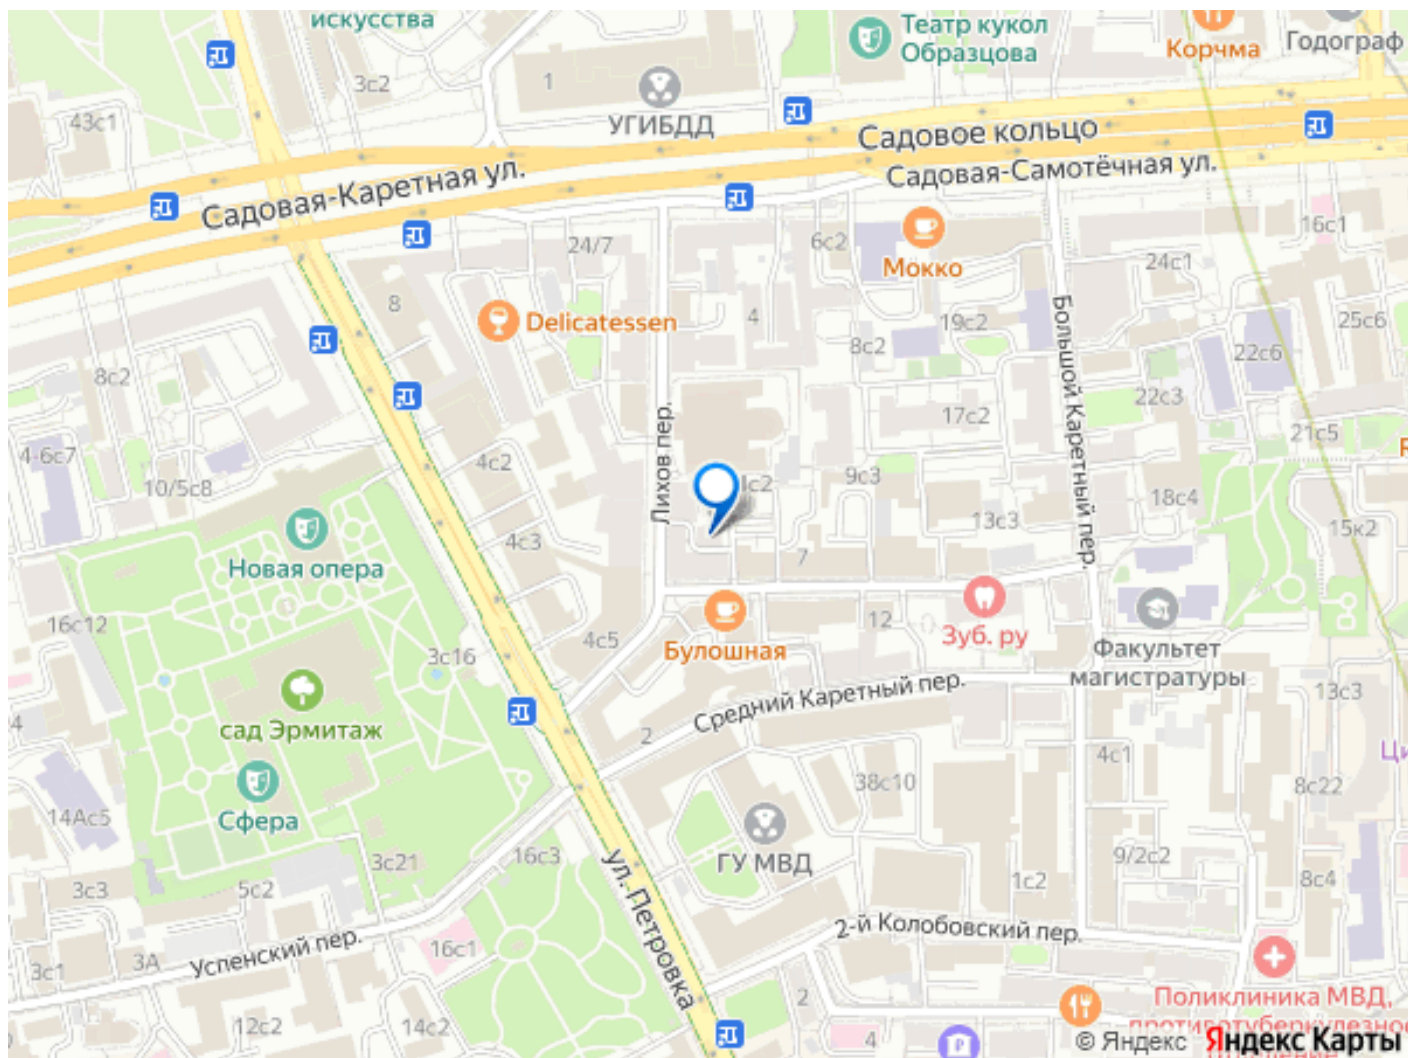 искусства
Театр кукол
Образцова
Корчма
Годограф
3с2
1
43с1
УГИБДД
Садовое кольцо
Садовая-Самотёчная ул.
Садовая-Каретная ул.
16с1
24/7
6с2
Мокко
24с1
8
Delicatessen
4
19с2
25с6
8с2
22с6
8с2
Большой Каретный пер.
22с3
17с2
Лихов пер.
21с5
4-6с7
4с2
10/5с8
9с3
18с4
13с3
15к2
4с3
7
Новая опера
16с12
12
Зуб. ру
4с5
Булошная
Факультет
магистратуры
3с16
Средний Каретный пер.
13с3
сад Эрмитаж
2
4с1
38с10
8с22
14Ас5
Сфера
ГУ МВД
16с3
3с21
9/2с2
3с3
5с2
1с2
8с4
ул. Петровка
2-й Колобовский пер.
16с1
Успенский пер.
3А
3с1
2
Поликлиника МВД,
12с2
14с2
4
© Яндекс Яндекс Карты